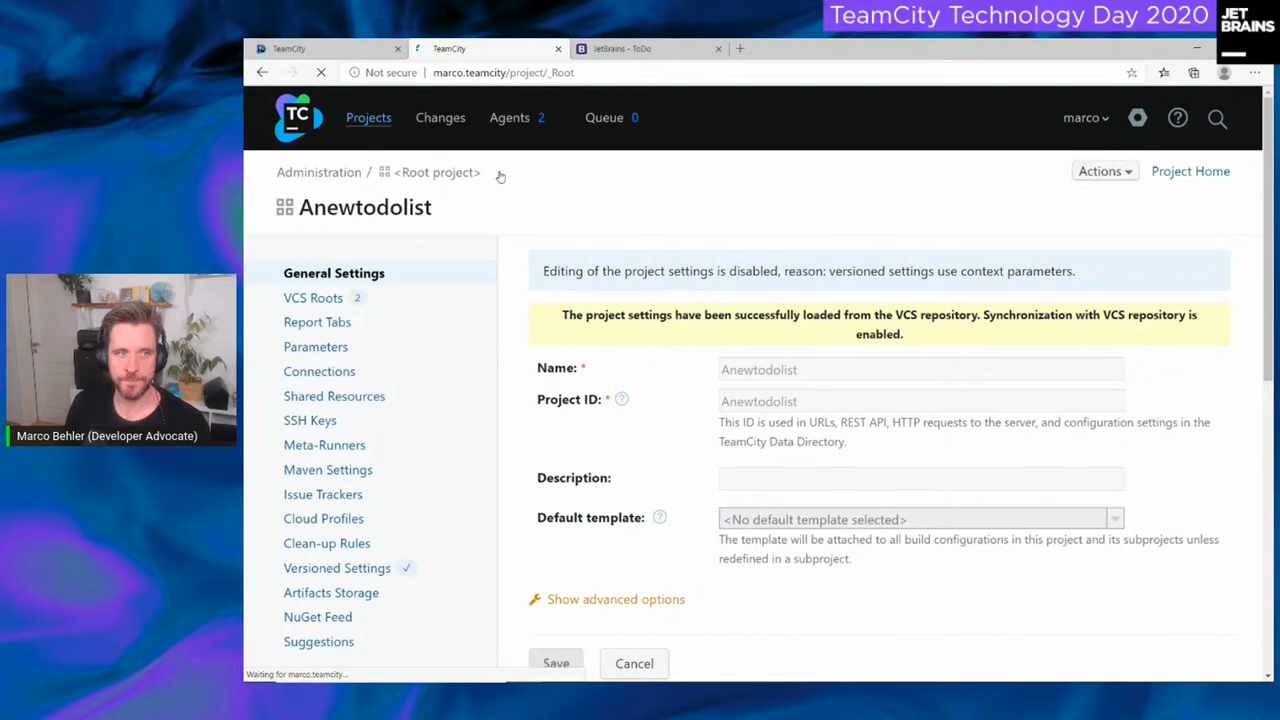 TeamCity Technology Day 2020
JET
BRAINS
TeamCity
TeamCity
JetBrains - ToDo
Not secure
marco.teamcity/project/_Root
TC
Projects
Changes
Agents 2
Queue 0
marco
Administration / <Root project>
Actions
Project Home
Anewtodolist
General Settings
VCS Roots 2
Report Tabs
Parameters
Connections
Shared Resources
SSH Keys
Meta-Runners
Maven Settings
Issue Trackers
Cloud Profiles
Clean-up Rules
Versioned Settings
Artifacts Storage
NuGet Feed
Suggestions
Editing of the project settings is disabled, reason: versioned settings use context parameters.
The project settings have been successfully loaded from the VCS repository. Synchronization with VCS repository is
enabled.
Name: *
Anewtodolist
Project ID: *
Anewtodolist
This ID is used in URLs, REST API, HTTP requests to the server, and configuration settings in the
TeamCity Data Directory.
Description:
Default template:
<No default template selected>
The template will be attached to all build configurations in this project and its subprojects unless
redefined in a subproject.
Show advanced options
Save
Cancel
Waiting for marco.teamcity...
Marco Behler (Developer Advocate)